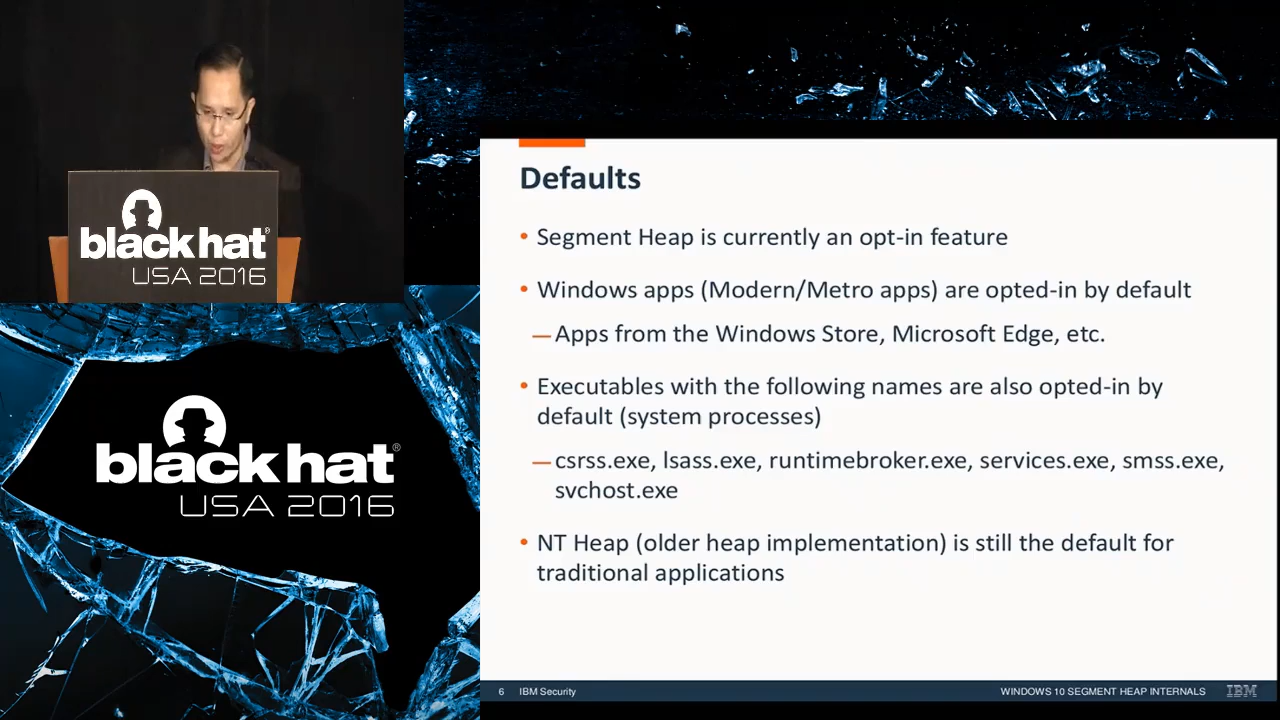 black hat®
USA 2016
black hat®
USA 2016
Defaults
• Segment Heap is currently an opt-in feature
• Windows apps (Modern/Metro apps) are opted-in by default
— Apps from the Windows Store, Microsoft Edge, etc.
• Executables with the following names are also opted-in by
default (system processes)
— csrss.exe, lsass.exe, runtimebroker.exe, services.exe, smss.exe,
svchost.exe
• NT Heap (older heap implementation) is still the default for
traditional applications
6 IBM Security WINDOWS 10 SEGMENT HEAP INTERNALS IBM